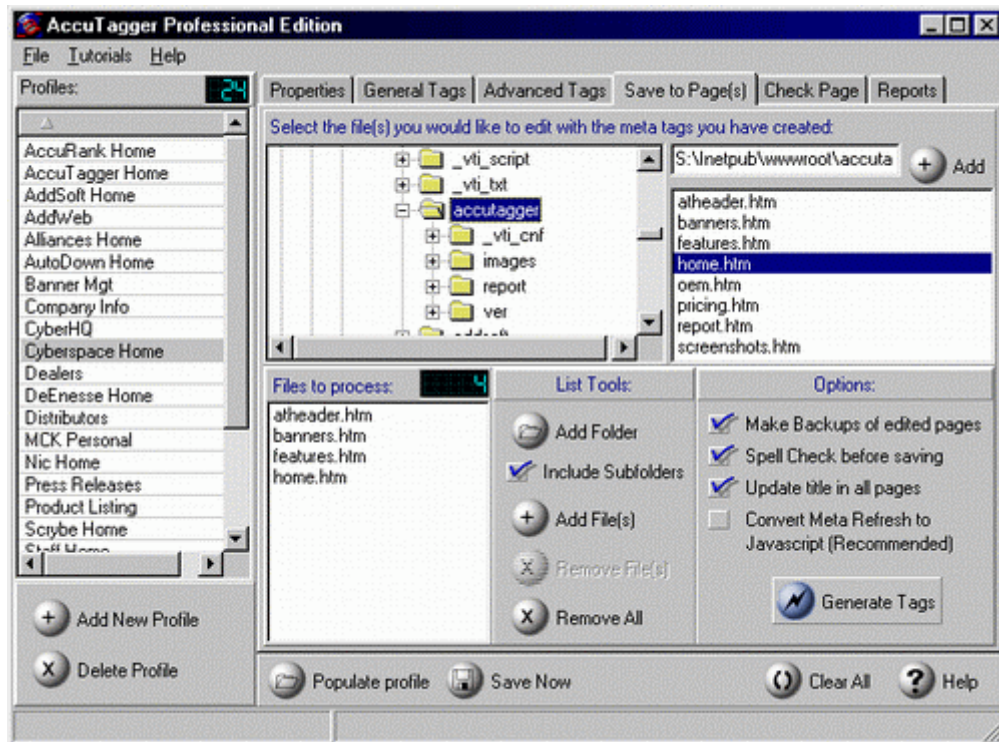 AccuTagger Professional Edition
File Tutorials Help
Profiles: 24
AccuRank Home
AccuTagger Home
AddSoft Home
AddWeb
Alliances Home
AutoDown Home
Banner Mgt
Company Info
CyberHQ
Cyberspace Home
Dealers
DeEnesse Home
Distributors
MCK Personal
Nic Home
Press Releases
Product Listing
Scrybe Home
Staff Home
Add New Profile
Delete Profile
Properties General Tags Advanced Tags Save to Page(s) Check Page Reports
Select the file(s) you would like to edit with the meta tags you have created:
_vti_script
_vti_txt
accutagger
_vti_cnf
images
report
ver
addsoft
S:\Inetpub\wwwroot\accuta
Add
atheader.htm
banners.htm
features.htm
home.htm
oem.htm
pricing.htm
report.htm
screenshots.htm
Files to process: 4
atheader.htm
banners.htm
features.htm
home.htm
List Tools:
Add Folder
Include Subfolders
Add File(s)
Remove File(s)
Remove All
Options:
Make Backups of edited pages
Spell Check before saving
Update title in all pages
Convert Meta Refresh to
Javascript (Recommended)
Generate Tags
Populate profile
Save Now
Clear All
Help